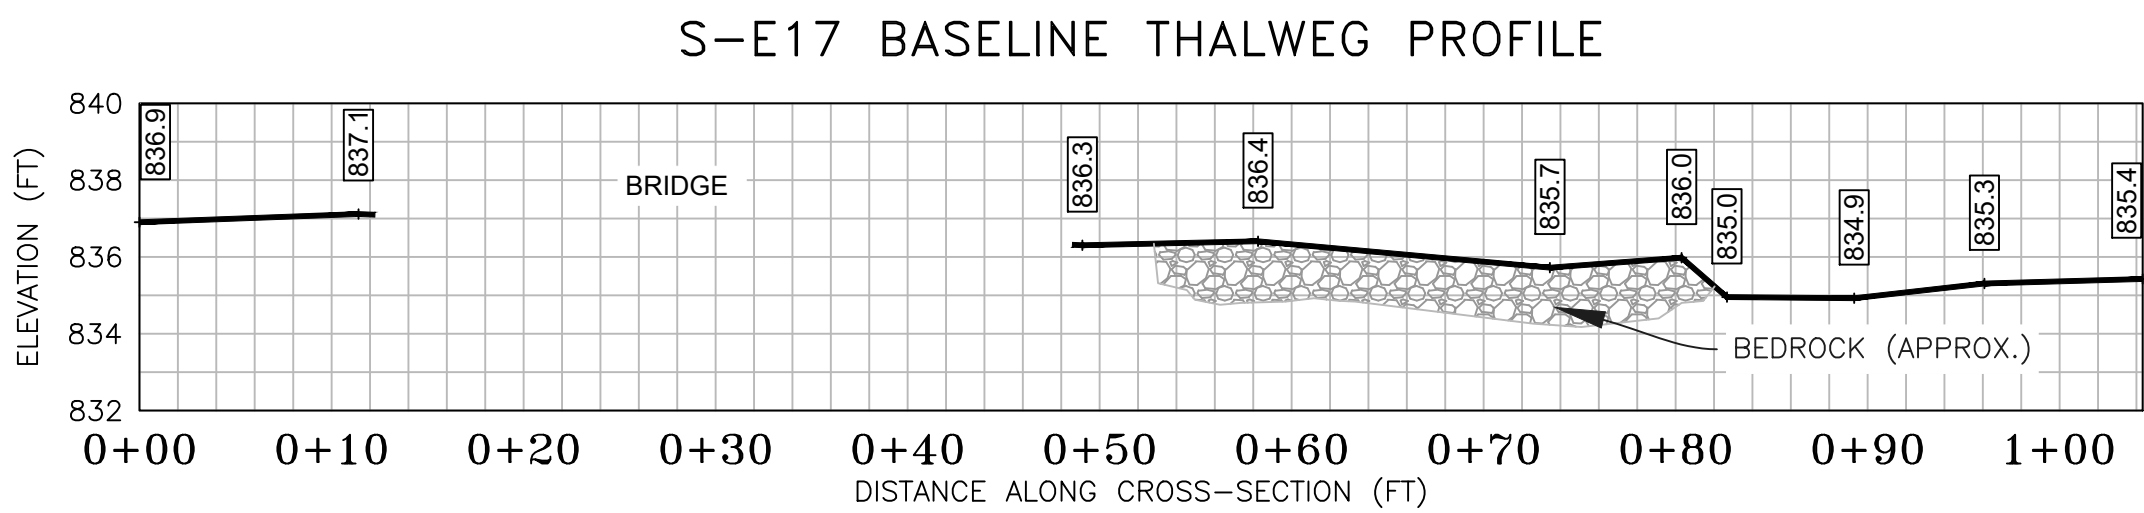 S-E17 BASELINE THALWEG PROFILE
840
838
836
834
832
ELEVATION (FT)
836.9
837.1
BRIDGE
836.3
836.4
835.7
836.0
835.0
834.9
835.3
835.4
BEDROCK (APPROX.)
0+00 0+10 0+20 0+30 0+40 0+50 0+60 0+70 0+80 0+90 1+00
DISTANCE ALONG CROSS-SECTION (FT)